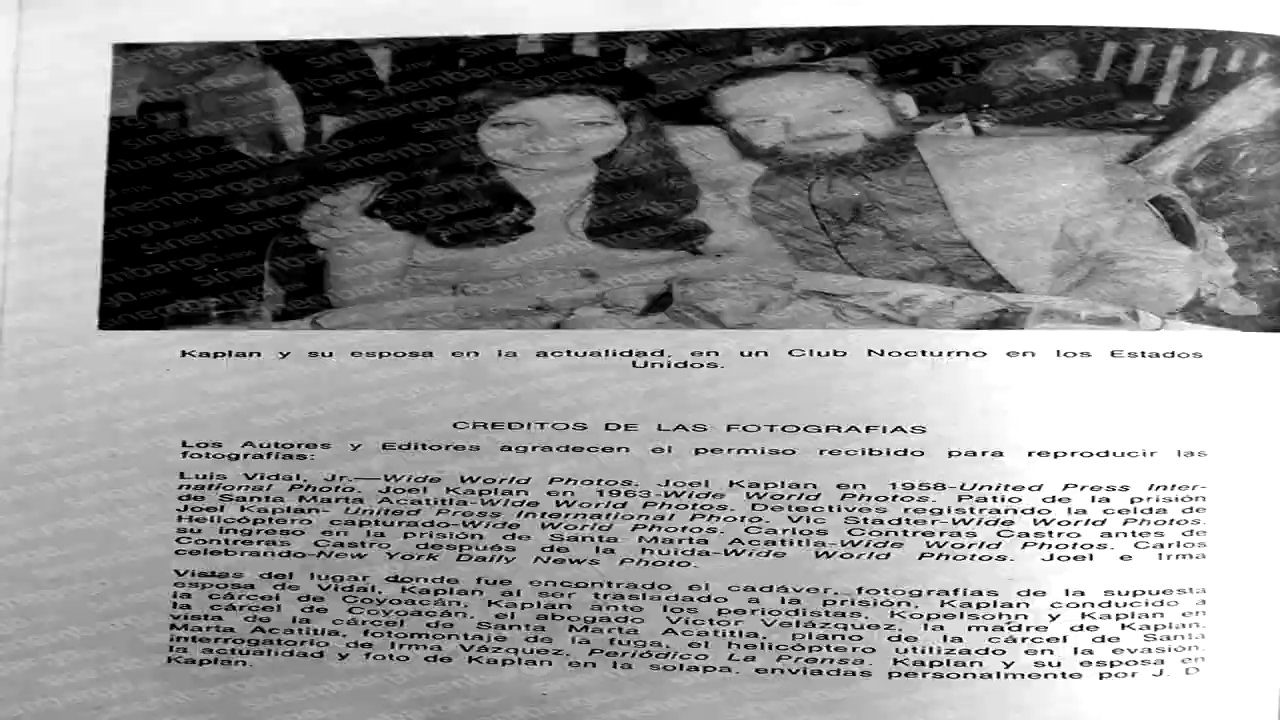 Kaplan y su esposa en la actualidad, en un Club Nocturno en los Estados
Unidos.
CREDITOS DE LAS FOTOGRAFIAS
Los Autores y Editores agradecen el permiso recibido para reproducir las
fotografías:
Luis Vidal, Jr.—Wide World Photos. Joel Kaplan en 1958-United Press Inter-
national Photo. Joel Kaplan en 1963-Wide World Photos. Patio de la prisión
de Santa Marta Acatitla-Wide World Photos. Detectives registrando la celda de
Joel Kaplan- United Press International Photo. Vic Stadter-Wide World Photos.
Helicóptero capturado-Wide World Photos. Carlos Contreras Castro antes de
su ingreso en la prisión de Santa Marta Acatitla-Wide World Photos. Carlos
Contreras Castro después de la huida-Wide World Photos. Joel e Irma
celebrando-New York Daily News Photo.
Vistas del lugar donde fue encontrado el cadáver, fotografías de la supuesta
esposa de Vidal, Kaplan al ser trasladado a la prisión, Kaplan conducido a
la cárcel de Coyoacán, Kaplan ante los periodistas, Kopelsohn y Kaplan en
la cárcel de Coyoacán, el abogado Víctor Velázquez, la madre de Kaplan,
vista de la cárcel de Santa Marta Acatitla, plano de la cárcel de Santa
Marta Acatitla, fotomontaje de la fuga, el helicóptero utilizado en la evasión,
interrogatorio de Irma Vázquez, Periódico La Prensa. Kaplan y su esposa en
la actualidad y foto de Kaplan en la solapa, enviadas personalmente por J. D
Kaplan.
sinembargo.mx